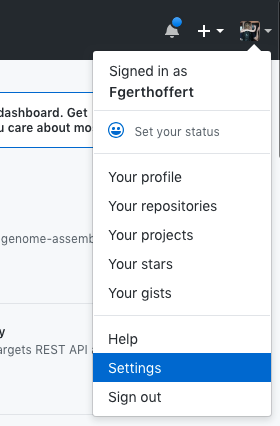 Signed in as
Fgerthoffert
dashboard. Get
u care about mo
Set your status
Your profile
Your repositories
genome-assemb
Your projects
Your stars
Your gists
y
Help
argets REST API a
Settings
Sign out